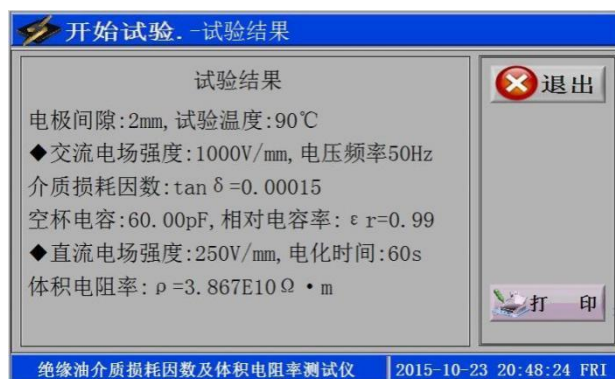 开始试验.-试验结果
试验结果
电极间隙:2mm,试验温度:90℃
◆交流电场强度:1000V/mm,电压频率50Hz
介质损耗因数:tanδ=0.00015
空杯电容:60.00pF,相对电容率:εr=0.99
◆直流电场强度:250V/mm,电化时间:60s
体积电阻率:ρ=3.867E10Ω•m
退出
打 印
绝缘油介质损耗因数及体积电阻率测试仪
2015-10-23 20:48:24 FRI